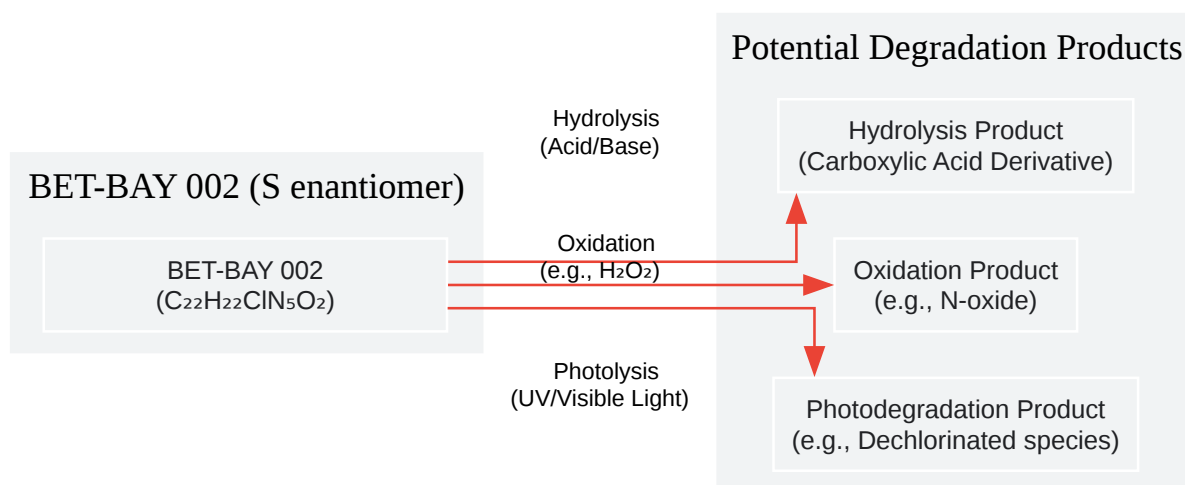 Potential Degradation Products
Hydrolysis
(Acid/Base)
Hydrolysis Product
(Carboxylic Acid Derivative)
BET-BAY 002 (S enantiomer)
BET-BAY 002
(C₂₂H₂₂ClN₅O₂)
Oxidation
(e.g., H₂O₂)
Oxidation Product
(e.g., N-oxide)
Photolysis
(UV/Visible Light)
Photodegradation Product
(e.g., Dechlorinated species)